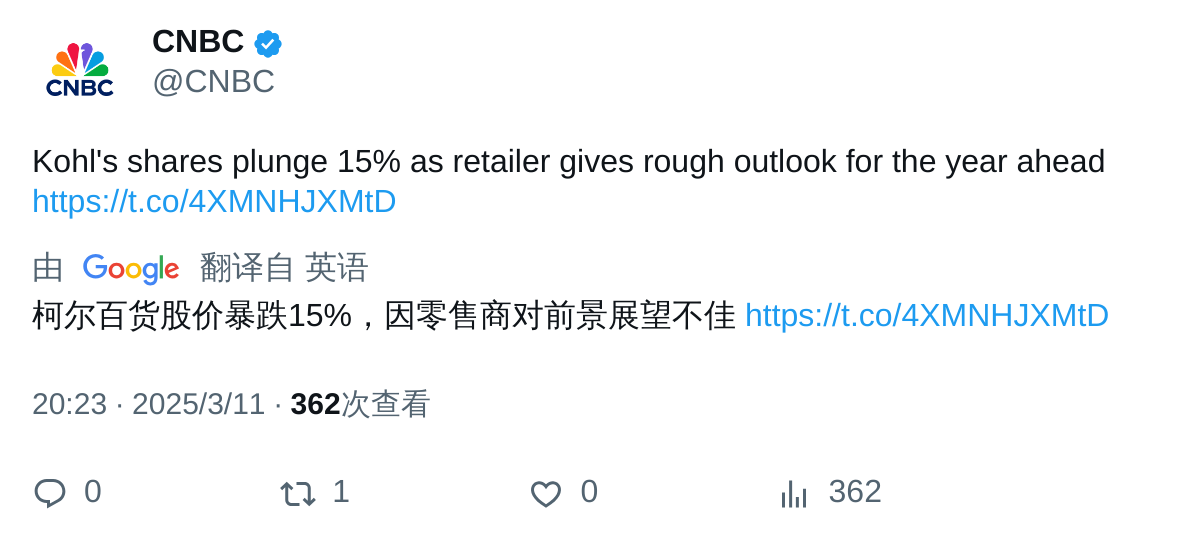 CNBC
CNBC
@CNBC
Kohl's shares plunge 15% as retailer gives rough outlook for the year ahead
https://t.co/4XMNHJXMtD
由 Google 翻译自 英语
柯尔百货股价暴跌15%，因零售商对前景展望不佳 https://t.co/4XMNHJXMtD
20:23 · 2025/3/11 · 362次查看
0 1 0 362